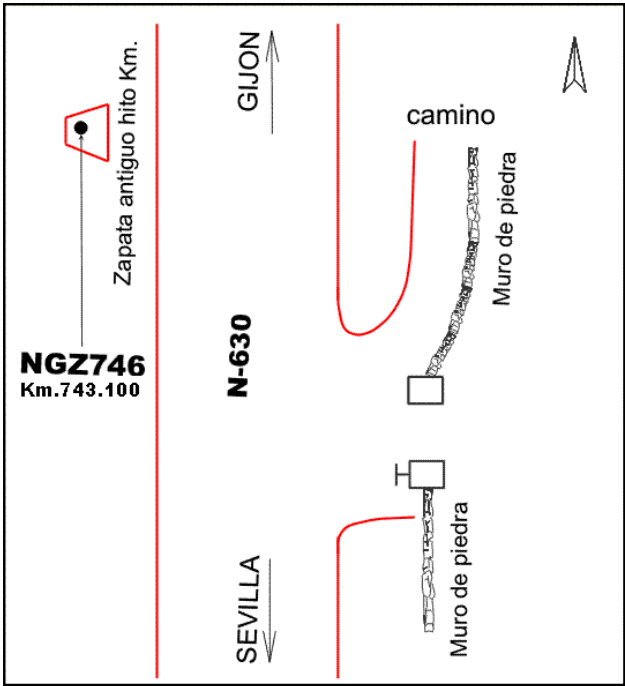 Zapata antiguo hito Km.
GIJON
camino
Muro de piedra
NGZ746
Km.743.100
N-630
SEVILLA
Muro de piedra